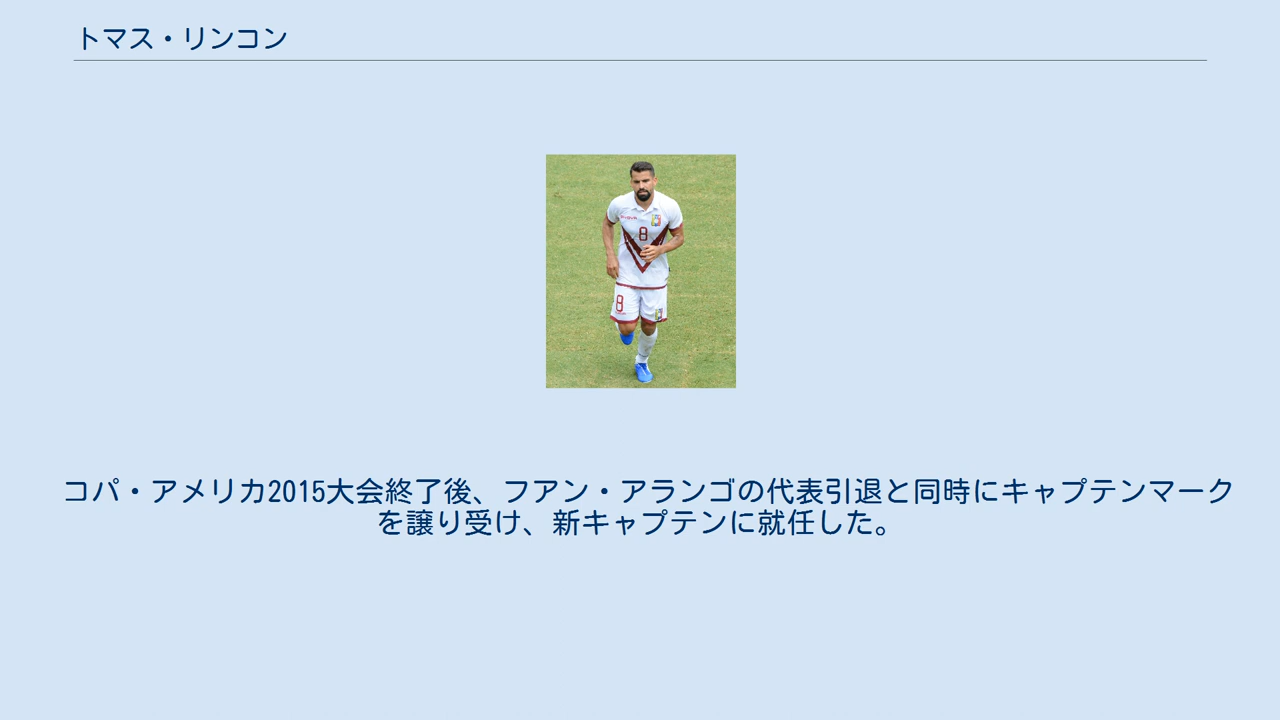 トマス・リンコン
8
8
コパ・アメリカ2015大会終了後、フアン・アランゴの代表引退と同時にキャプテンマーク
を譲り受け、新キャプテンに就任した。